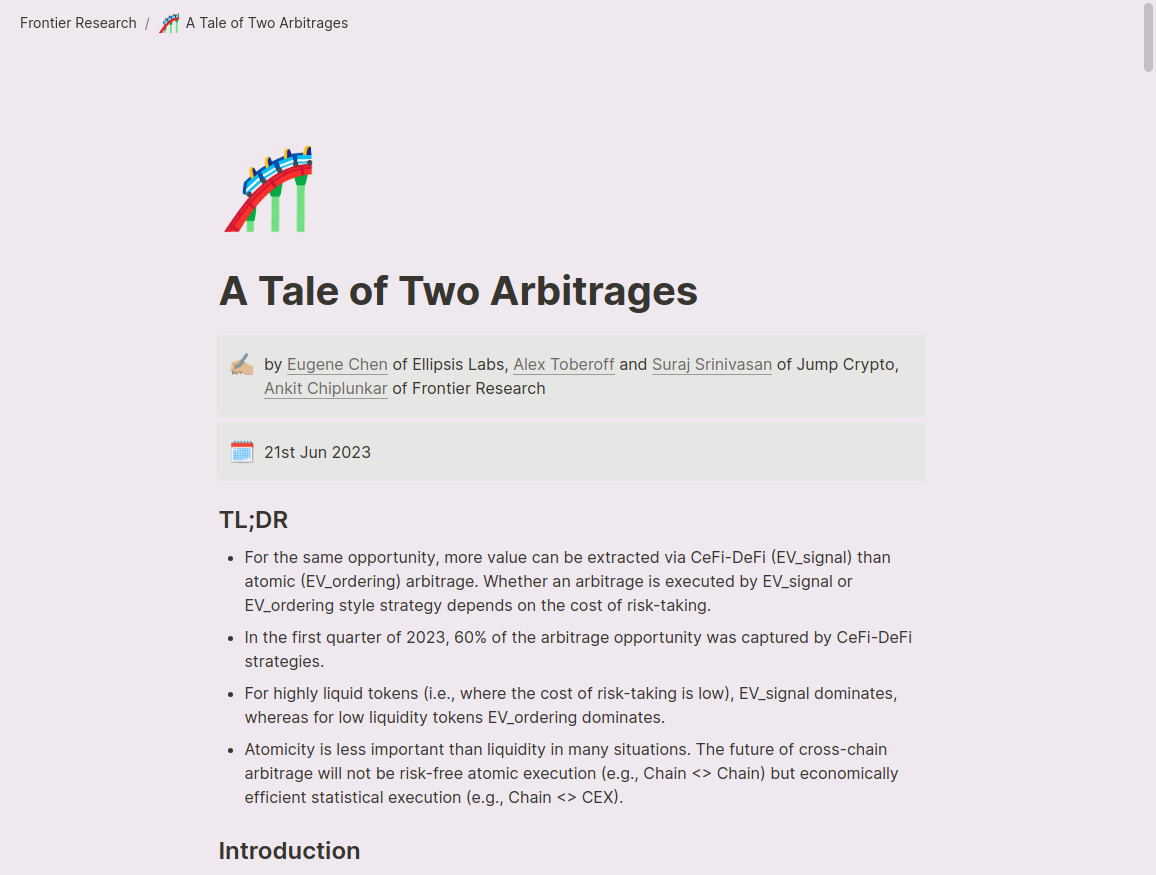 Frontier Research / A Tale of Two Arbitrages
A Tale of Two Arbitrages
by Eugene Chen of Ellipsis Labs, Alex Toberoff and Suraj Srinivasan of Jump Crypto,
Ankit Chiplunkar of Frontier Research
21st Jun 2023
TL;DR
• For the same opportunity, more value can be extracted via CeFi-DeFi (EV_signal) than
atomic (EV_ordering) arbitrage. Whether an arbitrage is executed by EV_signal or
EV_ordering style strategy depends on the cost of risk-taking.
• In the first quarter of 2023, 60% of the arbitrage opportunity was captured by CeFi-DeFi
strategies.
• For highly liquid tokens (i.e., where the cost of risk-taking is low), EV_signal dominates,
whereas for low liquidity tokens EV_ordering dominates.
• Atomicity is less important than liquidity in many situations. The future of cross-chain
arbitrage will not be risk-free atomic execution (e.g., Chain <> Chain) but economically
efficient statistical execution (e.g., Chain <> CEX).
Introduction